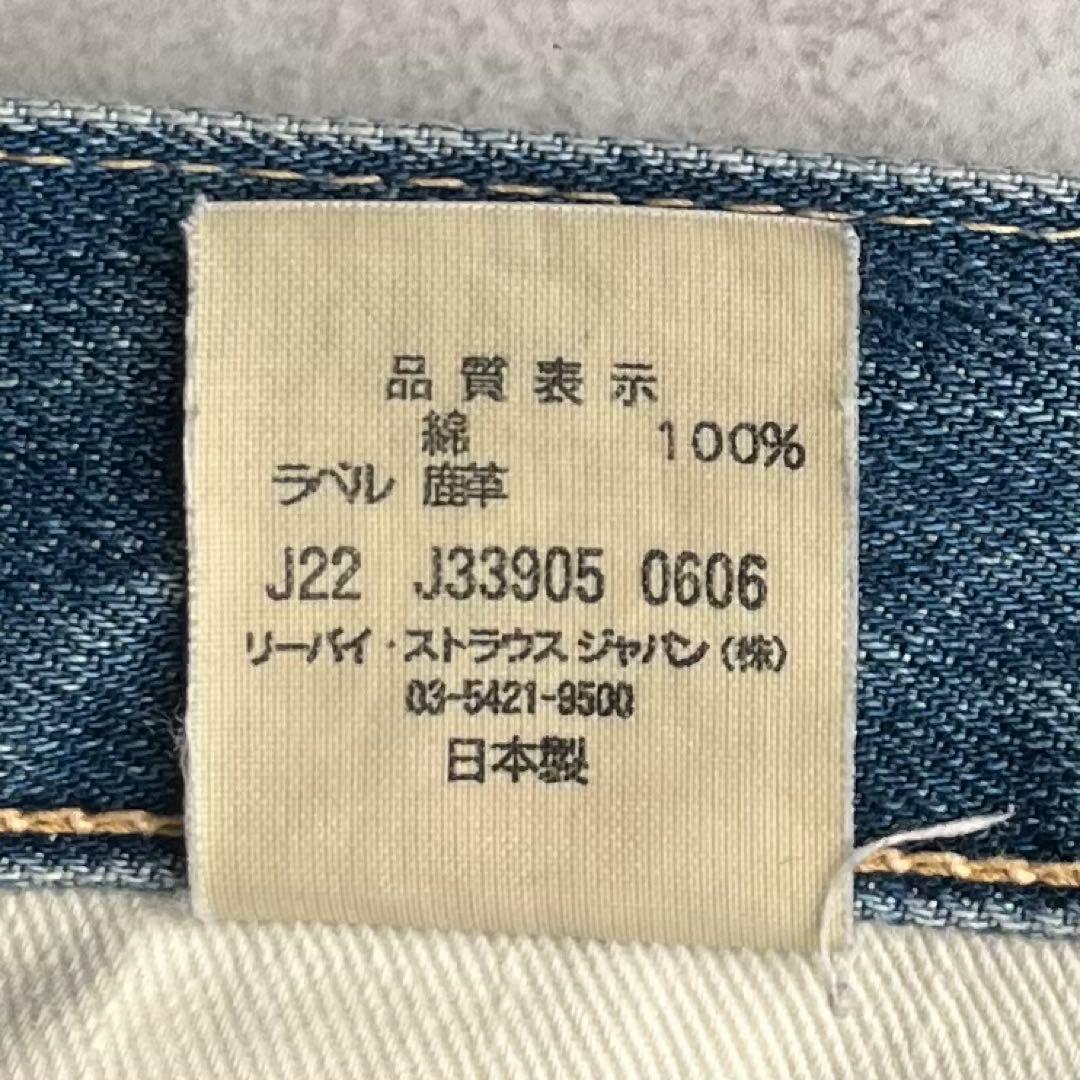 品質表示
綿 100%
ラベル 鹿革
J22 J33905 0606
リーバイ・ストラウス ジャパン(株)
03-5421-9500
日本製